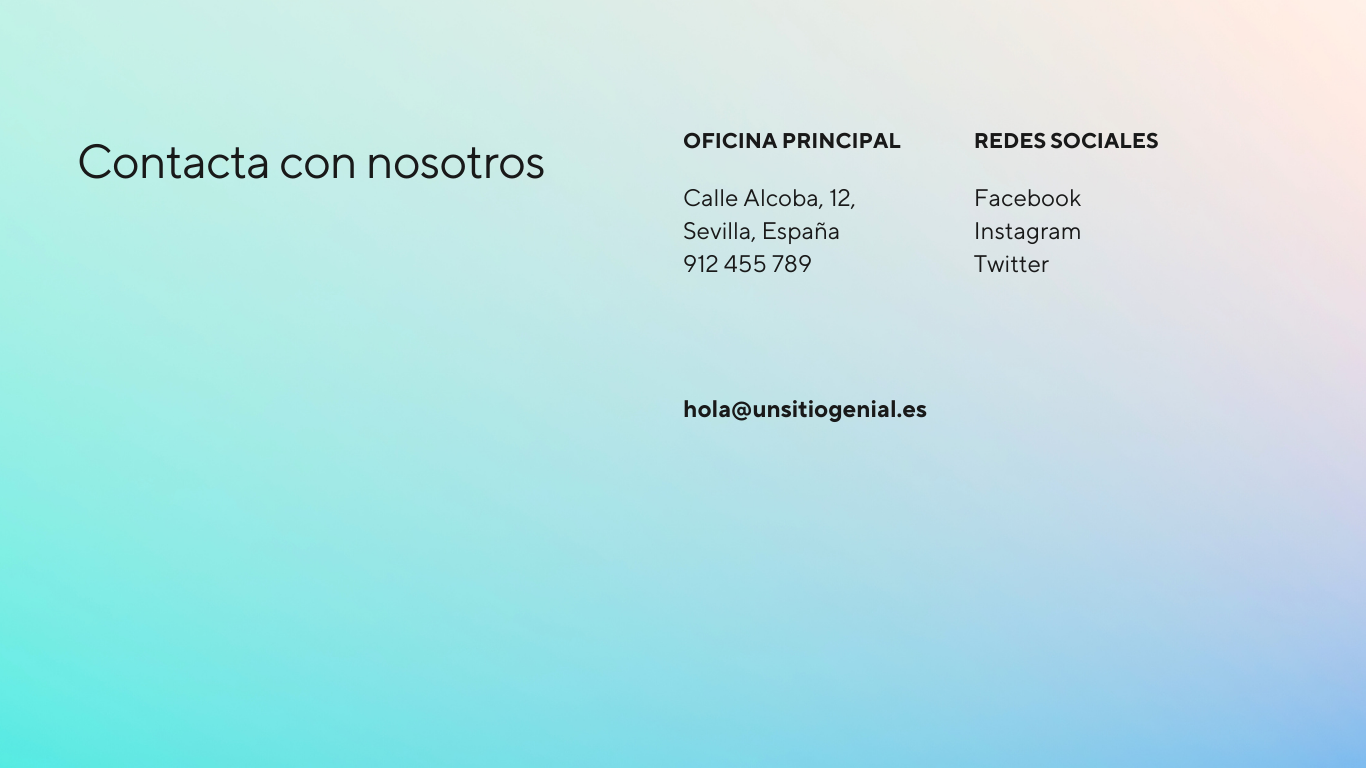 Contacta con nosotros
OFICINA PRINCIPAL
Calle Alcoba, 12,
Sevilla, España
912 455 789
hola@unsitiogenial.es
REDES SOCIALES
Facebook
Instagram
Twitter